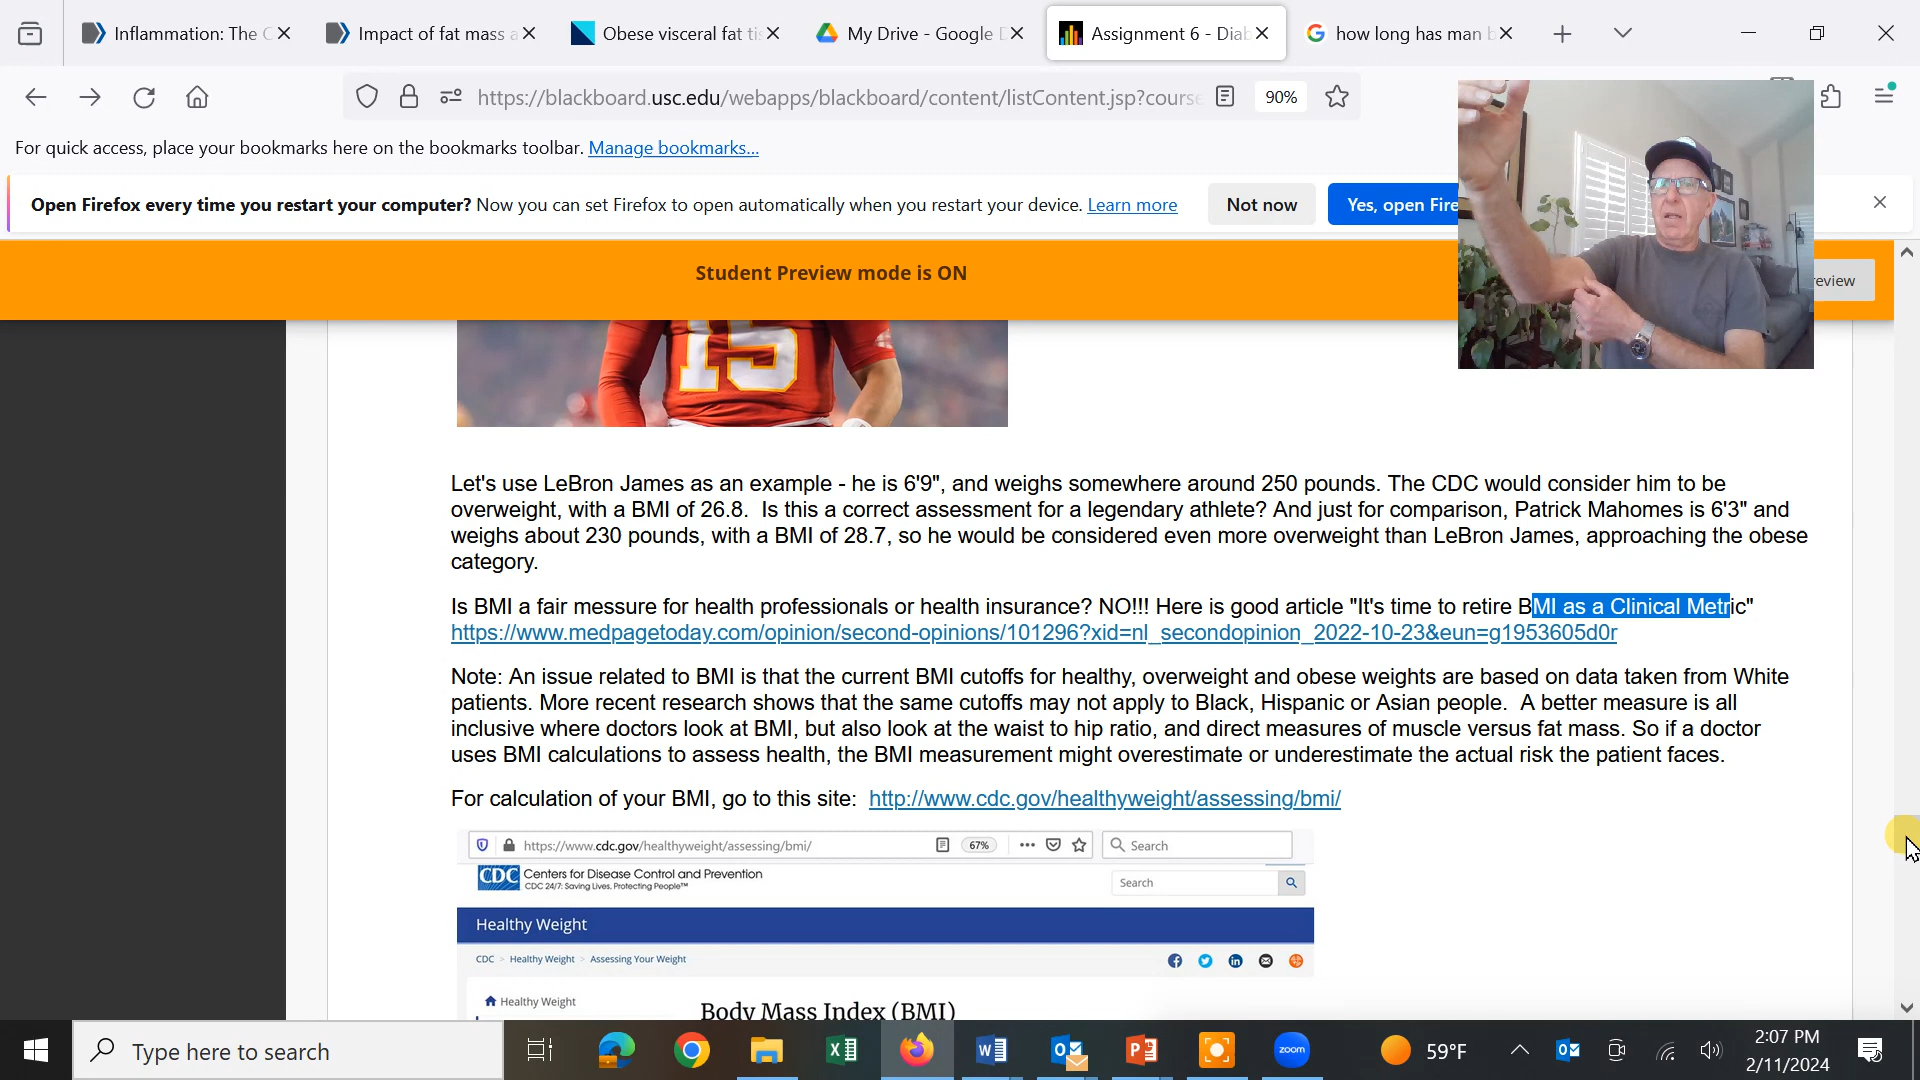 Inflammation: The C
Impact of fat mass a
Obese visceral fat tis
My Drive - Google D
Assignment 6 - Diab
how long has man b
https://blackboard.usc.edu/webapps/blackboard/content/listContent.jsp?course
90%
For quick access, place your bookmarks here on the bookmarks toolbar. Manage bookmarks...
Open Firefox every time you restart your computer? Now you can set Firefox to open automatically when you restart your device. Learn more
Not now
Yes, open Fire
Student Preview mode is ON
review
15
Let's use LeBron James as an example - he is 6'9", and weighs somewhere around 250 pounds. The CDC would consider him to be
overweight, with a BMI of 26.8.  Is this a correct assessment for a legendary athlete? And just for comparison, Patrick Mahomes is 6'3" and
weighs about 230 pounds, with a BMI of 28.7, so he would be considered even more overweight than LeBron James, approaching the obese
category.
Is BMI a fair messure for health professionals or health insurance? NO!!! Here is good article "It's time to retire BMI as a Clinical Metric"
https://www.medpagetoday.com/opinion/second-opinions/101296?xid=nl_secondopinion_2022-10-23&eun=g1953605d0r
Note: An issue related to BMI is that the current BMI cutoffs for healthy, overweight and obese weights are based on data taken from White
patients. More recent research shows that the same cutoffs may not apply to Black, Hispanic or Asian people.  A better measure is all
inclusive where doctors look at BMI, but also look at the waist to hip ratio, and direct measures of muscle versus fat mass. So if a doctor
uses BMI calculations to assess health, the BMI measurement might overestimate or underestimate the actual risk the patient faces.
For calculation of your BMI, go to this site:  http://www.cdc.gov/healthyweight/assessing/bmi/
https://www.cdc.gov/healthyweight/assessing/bmi/
67%
Search
CDC
Centers for Disease Control and Prevention
CDC 24/7: Saving Lives, Protecting People™
Search
Healthy Weight
CDC > Healthy Weight > Assessing Your Weight
Healthy Weight
Body Mass Index (BMI)
Type here to search
zoom
59°F
2:07 PM
2/11/2024